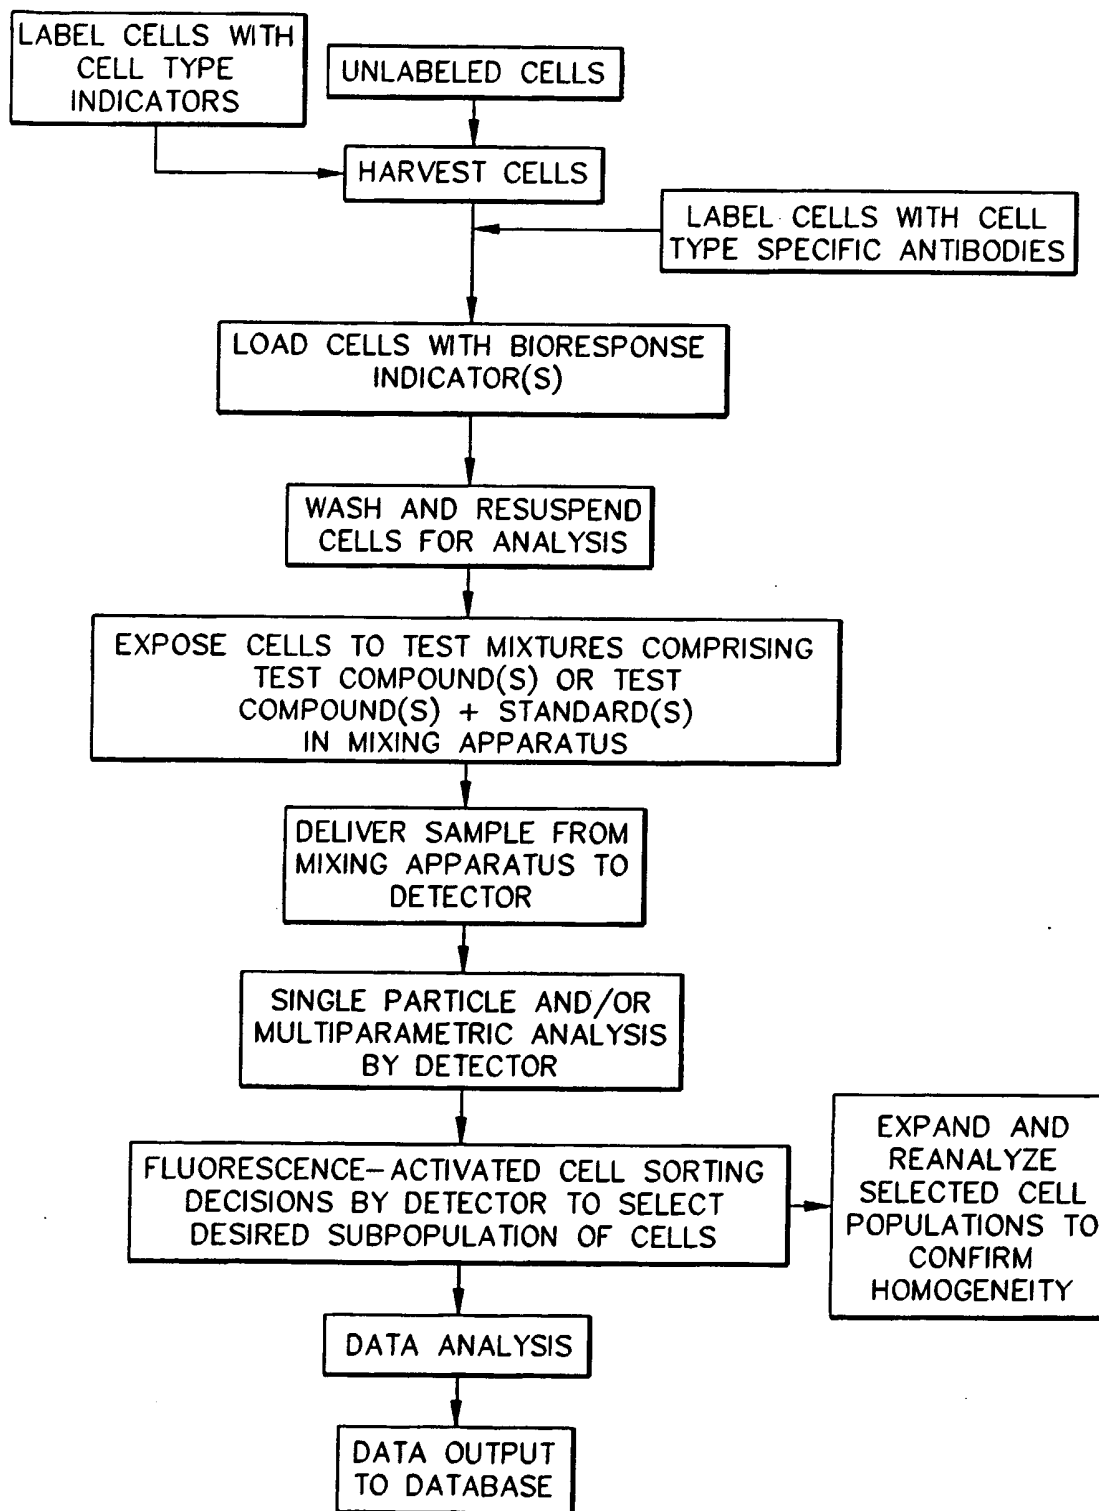 LABEL CELLS WITH
CELL TYPE
INDICATORS
UNLABELED CELLS
HARVEST CELLS
LABEL CELLS WITH CELL
TYPE SPECIFIC ANTIBODIES
LOAD CELLS WITH BIORESPONSE
INDICATOR(S)
WASH AND RESUSPEND
CELLS FOR ANALYSIS
EXPOSE CELLS TO TEST MIXTURES COMPRISING
TEST COMPOUND(S) OR TEST
COMPOUND(S) + STANDARD(S)
IN MIXING APPARATUS
DELIVER SAMPLE FROM
MIXING APPARATUS TO
DETECTOR
SINGLE PARTICLE AND/OR
MULTIPARAMETRIC ANALYSIS
BY DETECTOR
FLUORESCENCE-ACTIVATED CELL SORTING
DECISIONS BY DETECTOR TO SELECT
DESIRED SUBPOPULATION OF CELLS
EXPAND AND
REANALYZE
SELECTED CELL
POPULATIONS TO
CONFIRM
HOMOGENEITY
DATA ANALYSIS
DATA OUTPUT
TO DATABASE